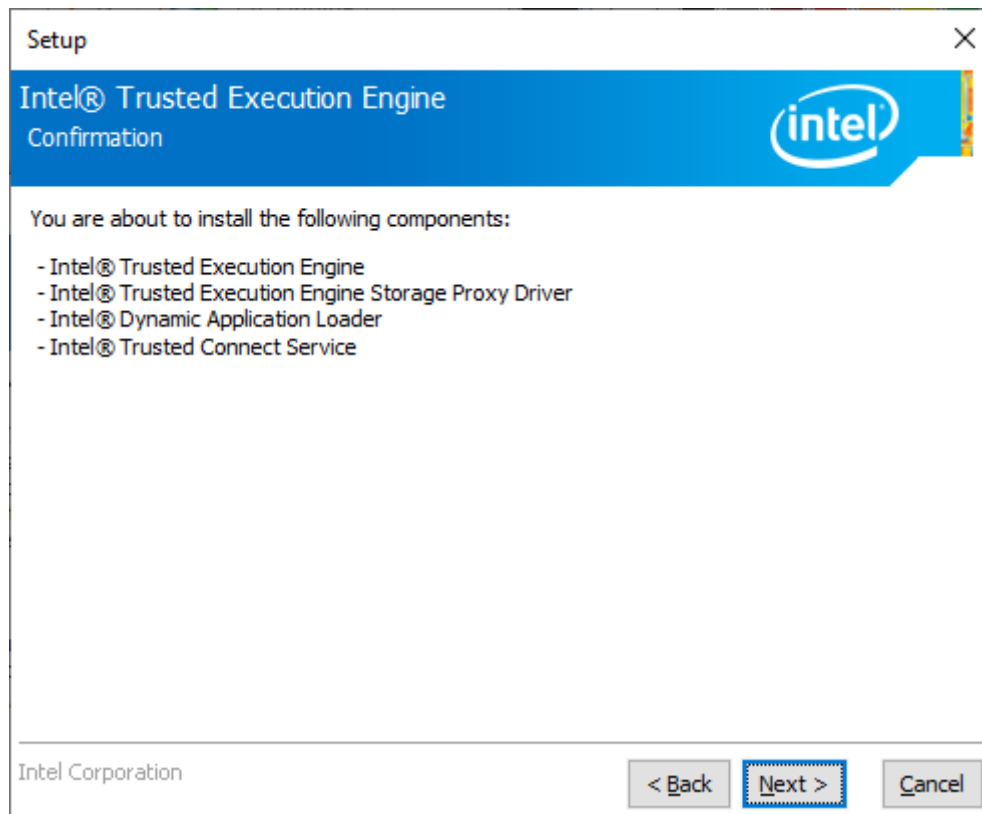 Setup
Intel® Trusted Execution Engine
Confirmation
intel
You are about to install the following components:
- Intel® Trusted Execution Engine
- Intel® Trusted Execution Engine Storage Proxy Driver
- Intel® Dynamic Application Loader
- Intel® Trusted Connect Service
Intel Corporation
< Back Next > Cancel